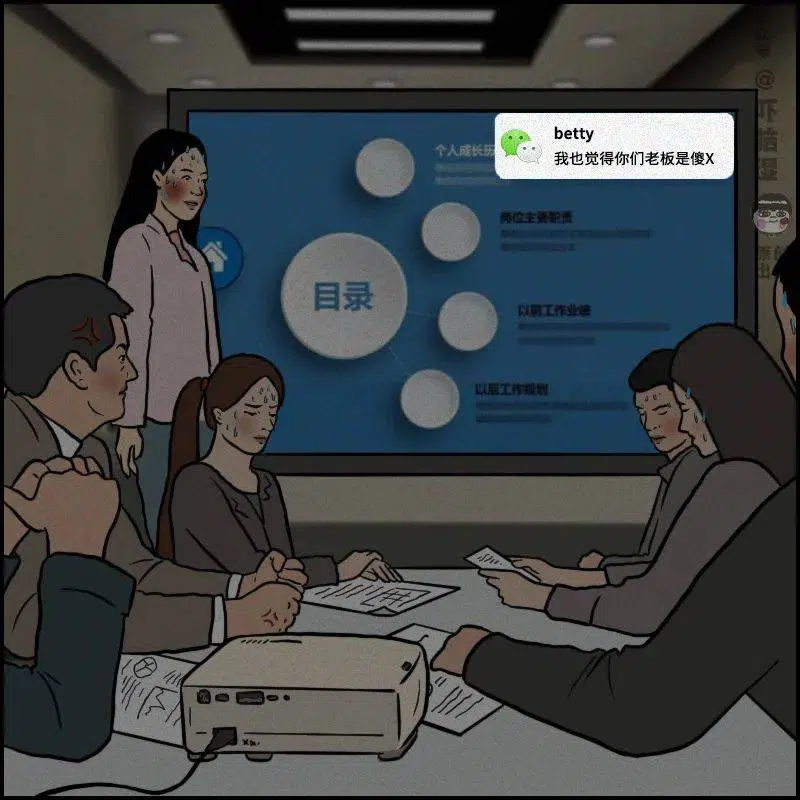 betty
我也觉得你们老板是傻X
个人成长历
岗位主要职责
目录
以前工作业绩
以后工作规划